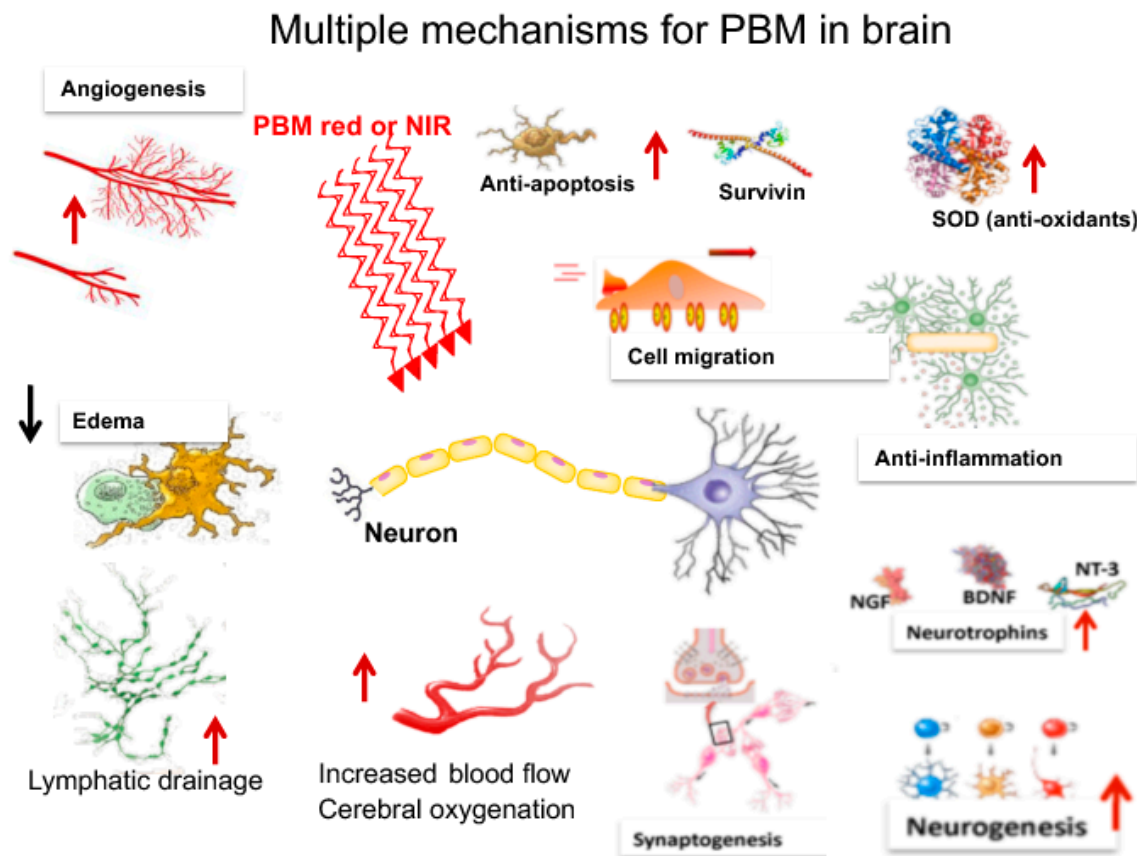 Multiple mechanisms for PBM in brain
Angiogenesis
PBM red or NIR
Anti-apoptosis
Survivin
SOD (anti-oxidants)
Cell migration
Edema
Anti-inflammation
Neuron
NGF
BDNF
NT-3
Neurotrophins
Lymphatic drainage
Increased blood flow
Cerebral oxygenation
Synaptogenesis
Neurogenesis